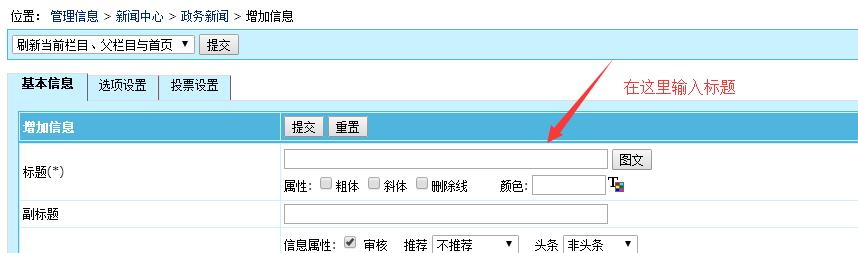 位置：管理信息 > 新闻中心 > 政务新闻 > 增加信息
刷新当前栏目、父栏目与首页 提交
基本信息 选项设置 投票设置
在这里输入标题
增加信息 提交 重置
标题(*) 图文
属性: 粗体 斜体 删除线 颜色:
副标题
信息属性: 审核 推荐 不推荐 头条 非头条